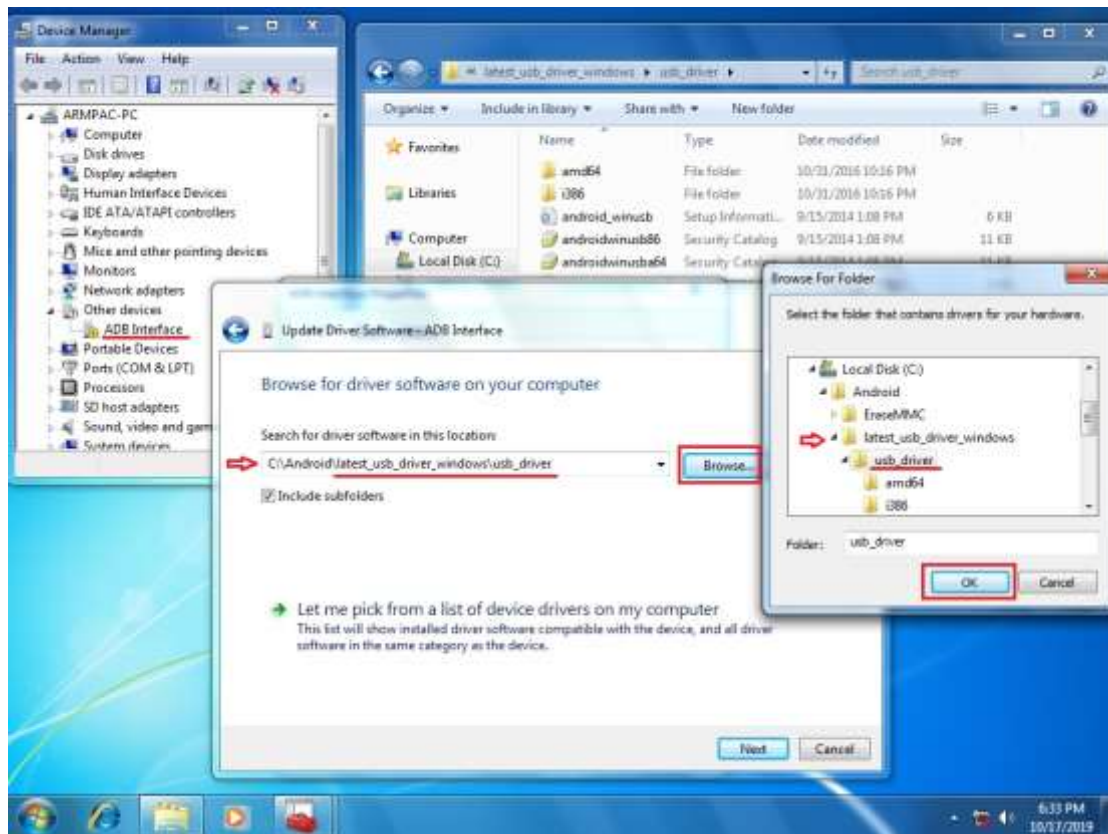 Device Manager
File Action View Help
ARMPAC-PC
Computer
Disk drives
Display adapters
Human Interface Devices
IDE ATA/ATAPI controllers
Keyboards
Mice and other pointing devices
Monitors
Network adapters
Other devices
ADB Interface
Portable Devices
Ports (COM & LPT)
Processors
SD host adapters
Sound, video and gam
System devices
latest_usb_driver_windows usb_driver
Search usb_driver
Organize Include in library Share with New folder
Favorites
Libraries
Computer
Local Disk (C:)
Name Type Date modified Size
amd64 File folder 10/31/2016 10:16 PM
i386 File folder 10/31/2016 10:16 PM
android_winusb Setup Informati... 9/15/2014 1:08 PM 6 KB
androidwinusb86 Security Catalog 9/15/2014 1:08 PM 11 KB
androidwinusba64 Security Catalog 9/15/2014 1:08 PM 11 KB
Update Driver Software - ADB Interface
Browse for driver software on your computer
Search for driver software in this location:
C:\Android\latest_usb_driver_windows\usb_driver
Browse...
Include subfolders
Let me pick from a list of device drivers on my computer
This list will show installed driver software compatible with the device, and all driver
software in the same category as the device.
Next Cancel
Browse For Folder
Select the folder that contains drivers for your hardware.
Local Disk (C:)
Android
EraseMMC
latest_usb_driver_windows
usb_driver
amd64
i386
Folder: usb_driver
OK Cancel
6:33 PM
10/17/2019